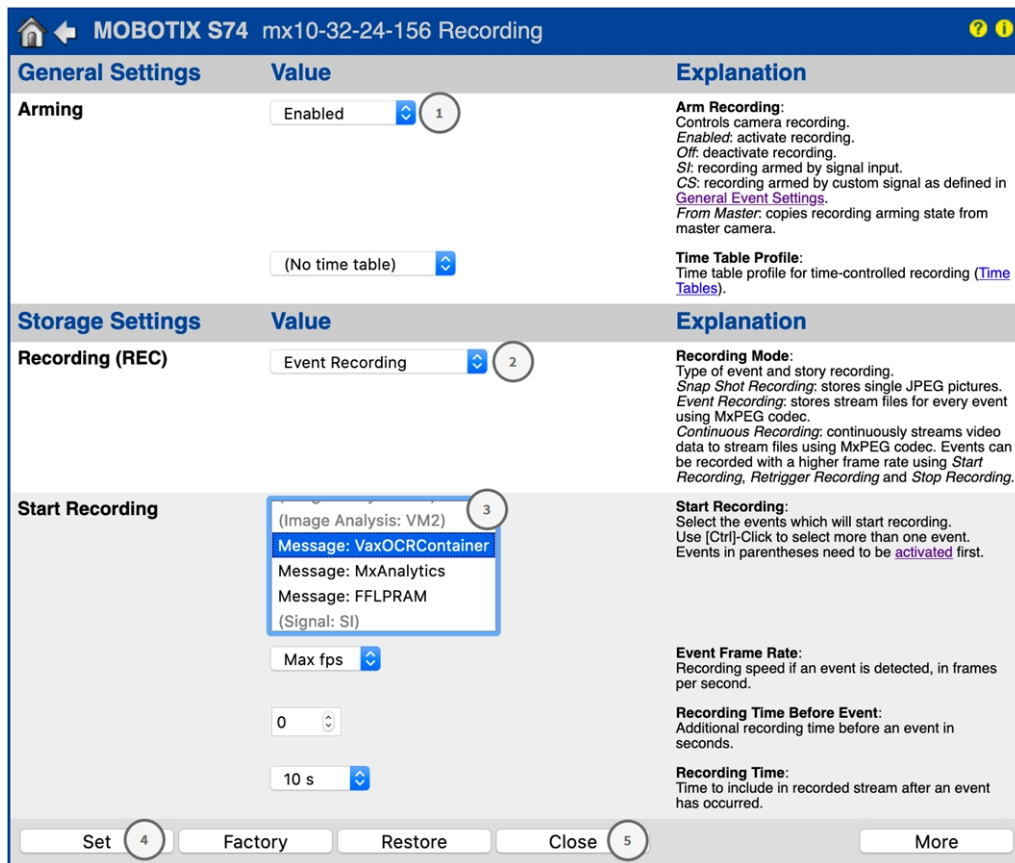 MOBOTIX S74 mx10-32-24-156 Recording
? i
General Settings Value Explanation
Arming
Enabled
1
Arm Recording:
Controls camera recording.
Enabled: activate recording.
Off: deactivate recording.
SI: recording armed by signal input.
CS: recording armed by custom signal as defined in
General Event Settings.
From Master: copies recording arming state from
master camera.
(No time table)
Time Table Profile:
Time table profile for time-controlled recording (Time
Tables).
Storage Settings Value Explanation
Recording (REC)
Event Recording
2
Recording Mode:
Type of event and story recording.
Snap Shot Recording: stores single JPEG pictures.
Event Recording: stores stream files for every event
using MxPEG codec.
Continuous Recording: continuously streams video
data to stream files using MxPEG codec. Events can
be recorded with a higher frame rate using Start
Recording, Retrigger Recording and Stop Recording.
Start Recording
3
(Image Analysis: VM2)
Message: VaxOCRContainer
Message: MxAnalytics
Message: FFLPRAM
(Signal: SI)
Start Recording:
Select the events which will start recording.
Use [Ctrl]-Click to select more than one event.
Events in parentheses need to be activated first.
Max fps
Event Frame Rate:
Recording speed if an event is detected, in frames
per second.
0
Recording Time Before Event:
Additional recording time before an event in
seconds.
10 s
Recording Time:
Time to include in recorded stream after an event
has occurred.
Set 4 Factory Restore Close 5 More